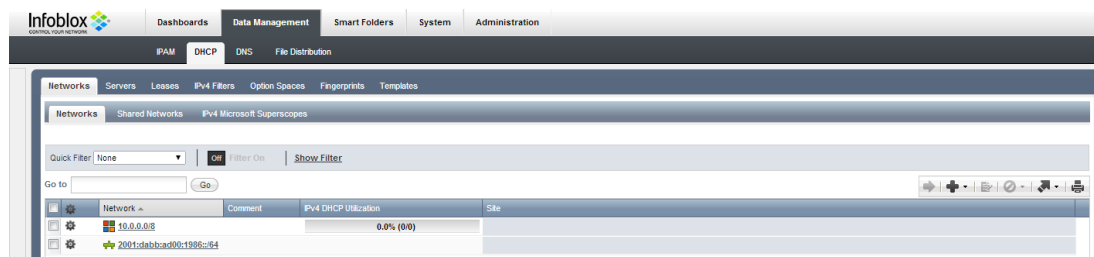 Infoblox
CONTROL YOUR NETWORK
Dashboards Data Management Smart Folders System Administration
IPAM DHCP DNS File Distribution
Networks Servers Leases IPv4 Filters Option Spaces Fingerprints Templates
Networks Shared Networks IPv4 Microsoft Superscopes
Quick Filter None Off Filter On Show Filter
Go to Go
Network Comment IPv4 DHCP Utilization Site
10.0.0.0/8 0.0% (0/0)
2001:dabb:ad00:1986::/64